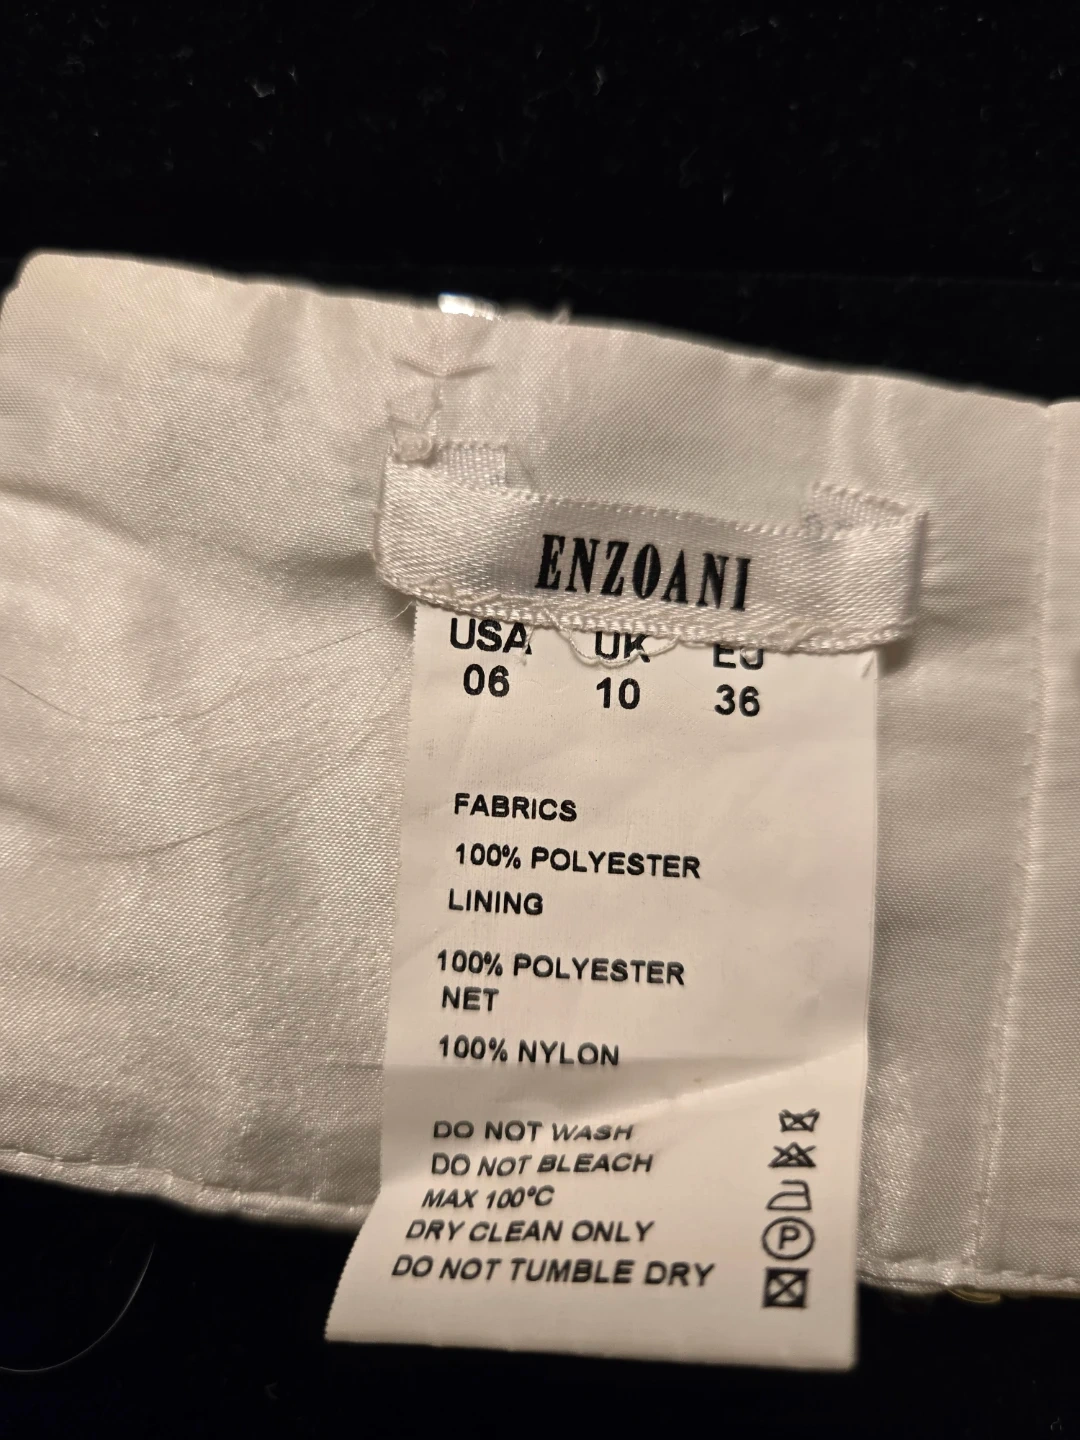 ENZOANI
USA UK EU
06 10 36
FABRICS
100% POLYESTER
LINING
100% POLYESTER
NET
100% NYLON
DO NOT WASH
DO NOT BLEACH
MAX 100°C
DRY CLEAN ONLY
P
DO NOT TUMBLE DRY